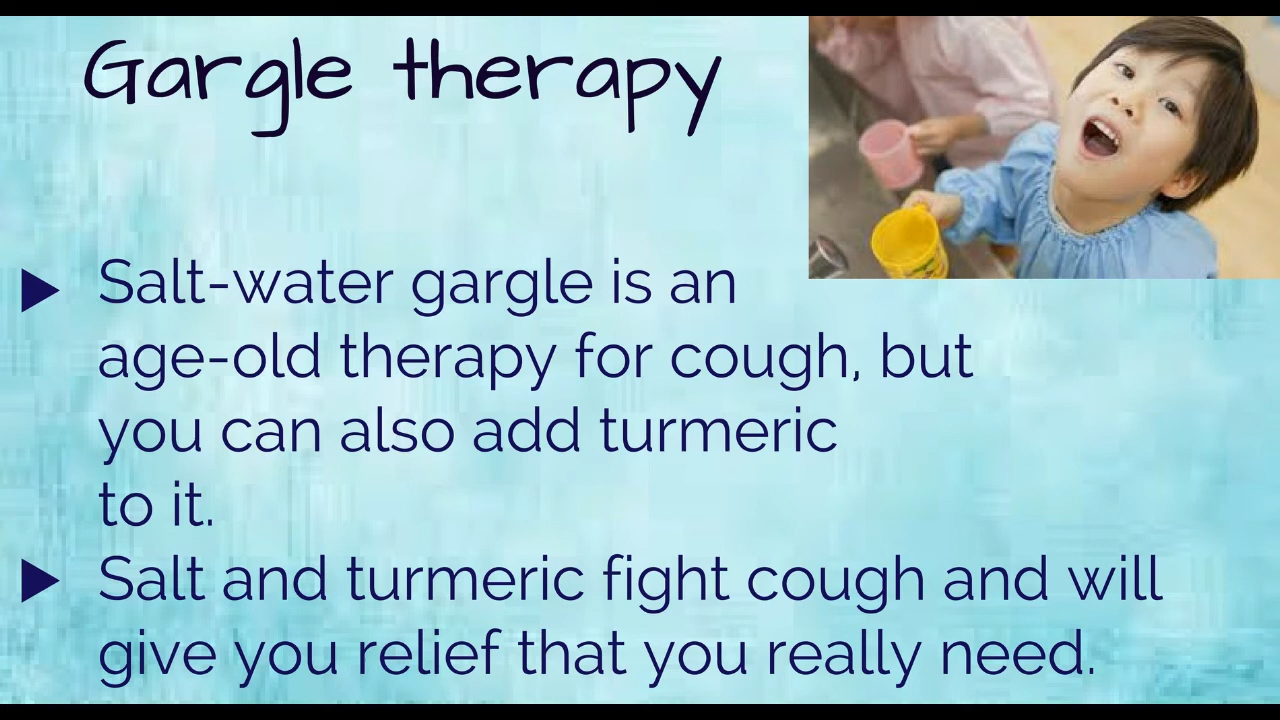 Gargle therapy
Salt-water gargle is an
age-old therapy for cough, but
you can also add turmeric
to it.
Salt and turmeric fight cough and will
give you relief that you really need.